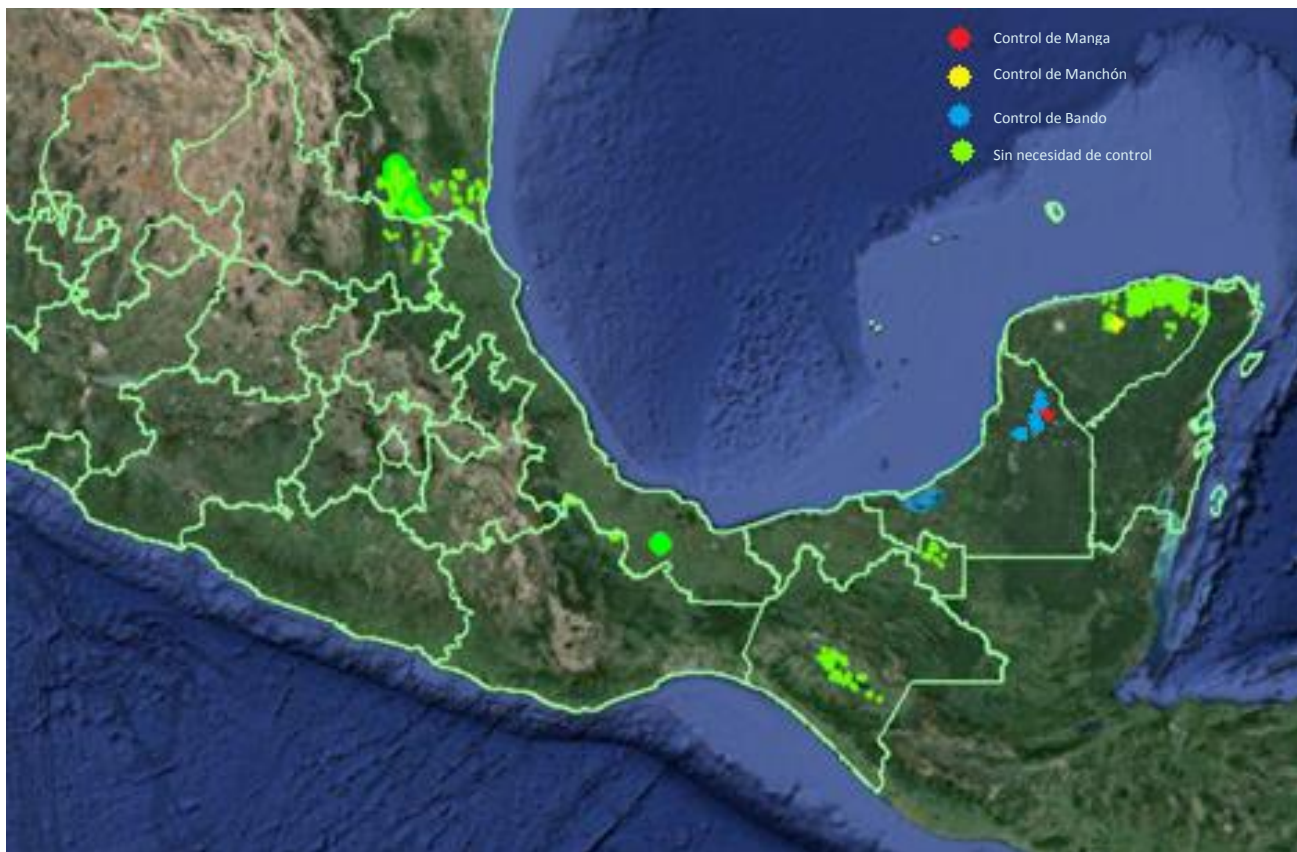 Control de Manga
Control de Manchón
Control de Bando
Sin necesidad de control